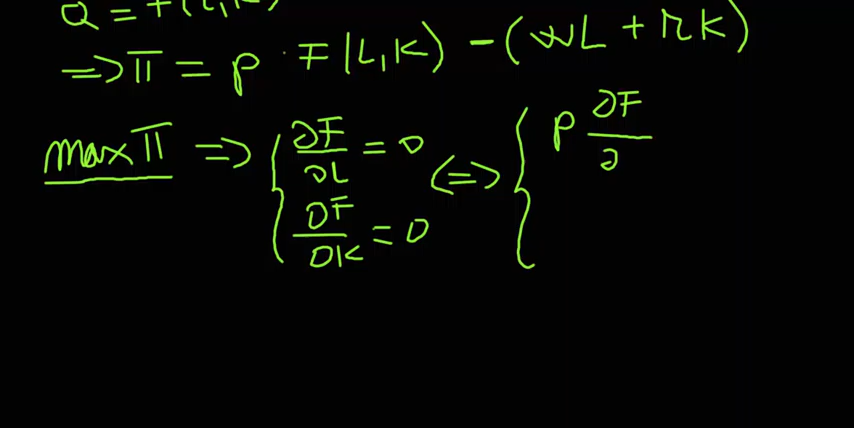 Q = F(L,K)
=> Π = p · F(L,K) - (wL + rK)
max Π => { ∂F/∂L = 0 <=> { p ∂F/∂
∂F/∂K = 0